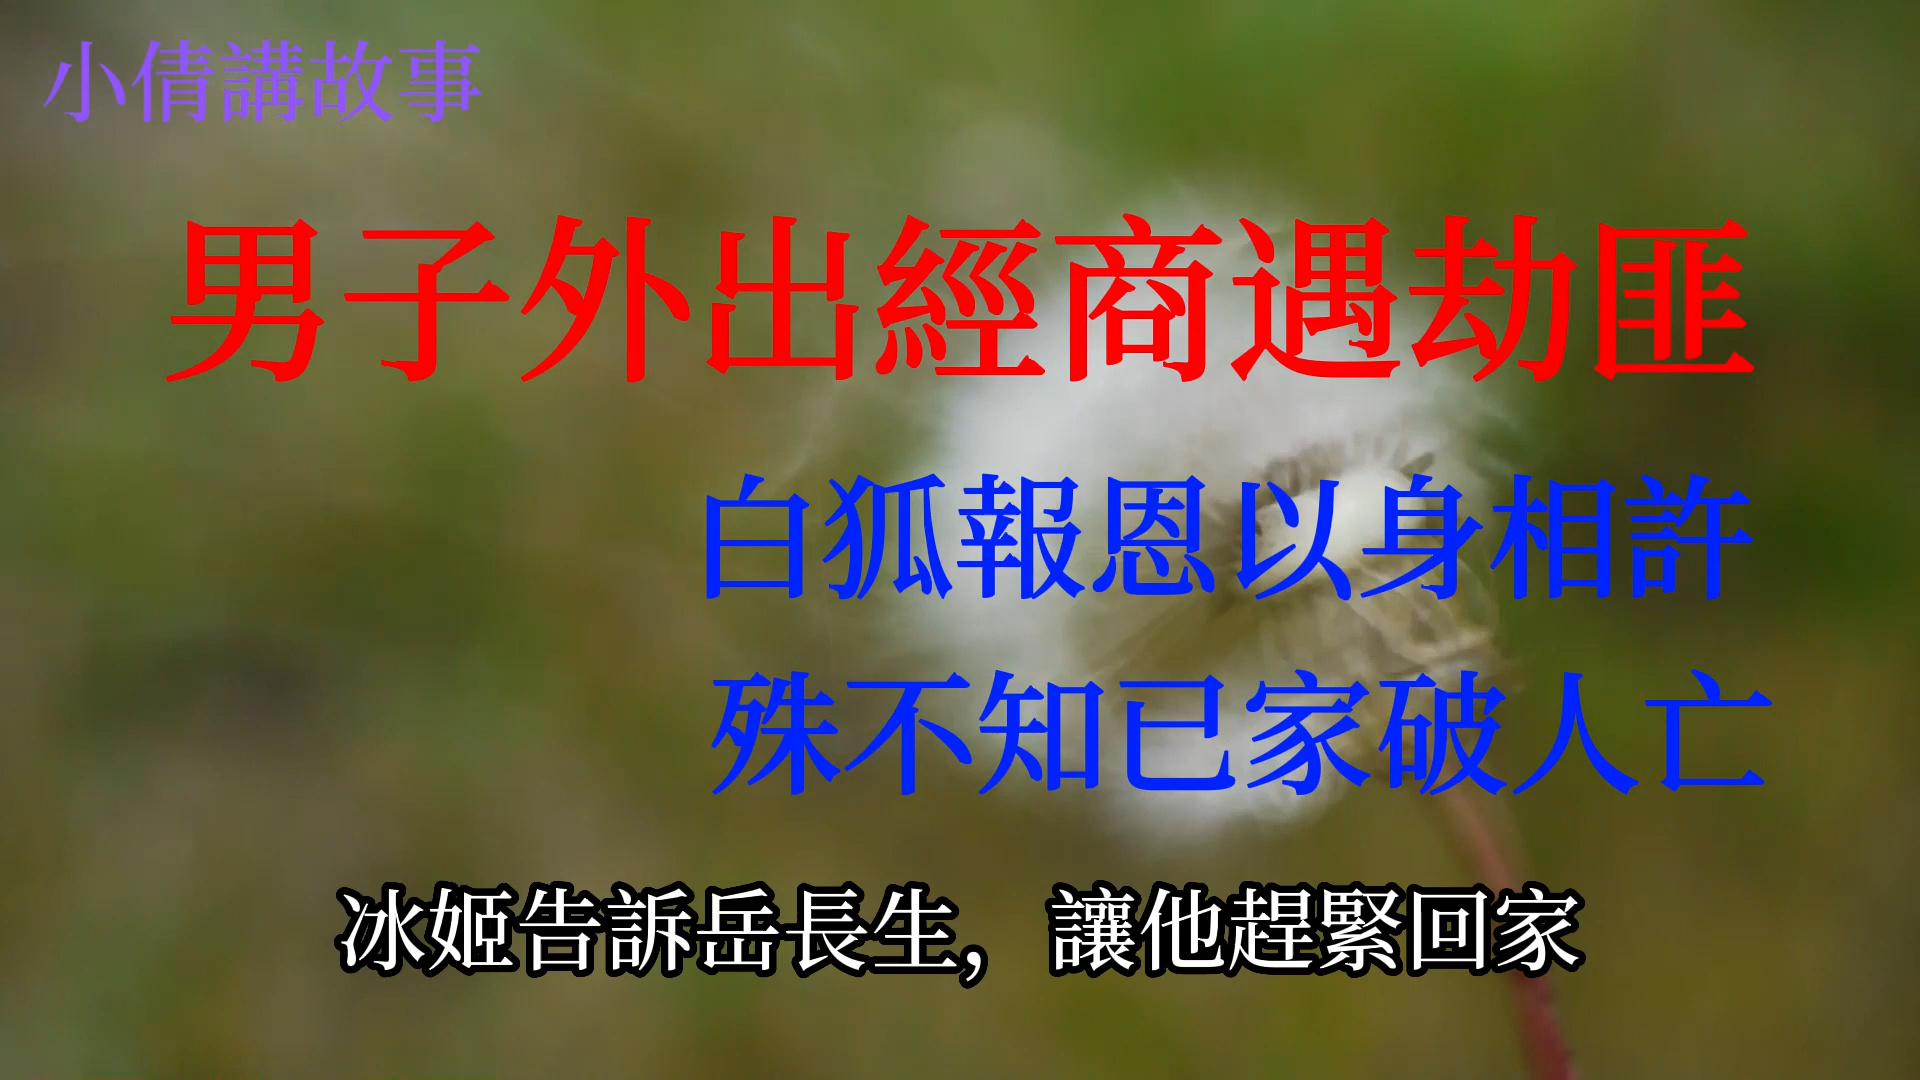 小倩講故事
男子外出經商遇劫匪
白狐報恩以身相許
殊不知已家破人亡
冰姬告訴岳長生，讓他趕緊回家